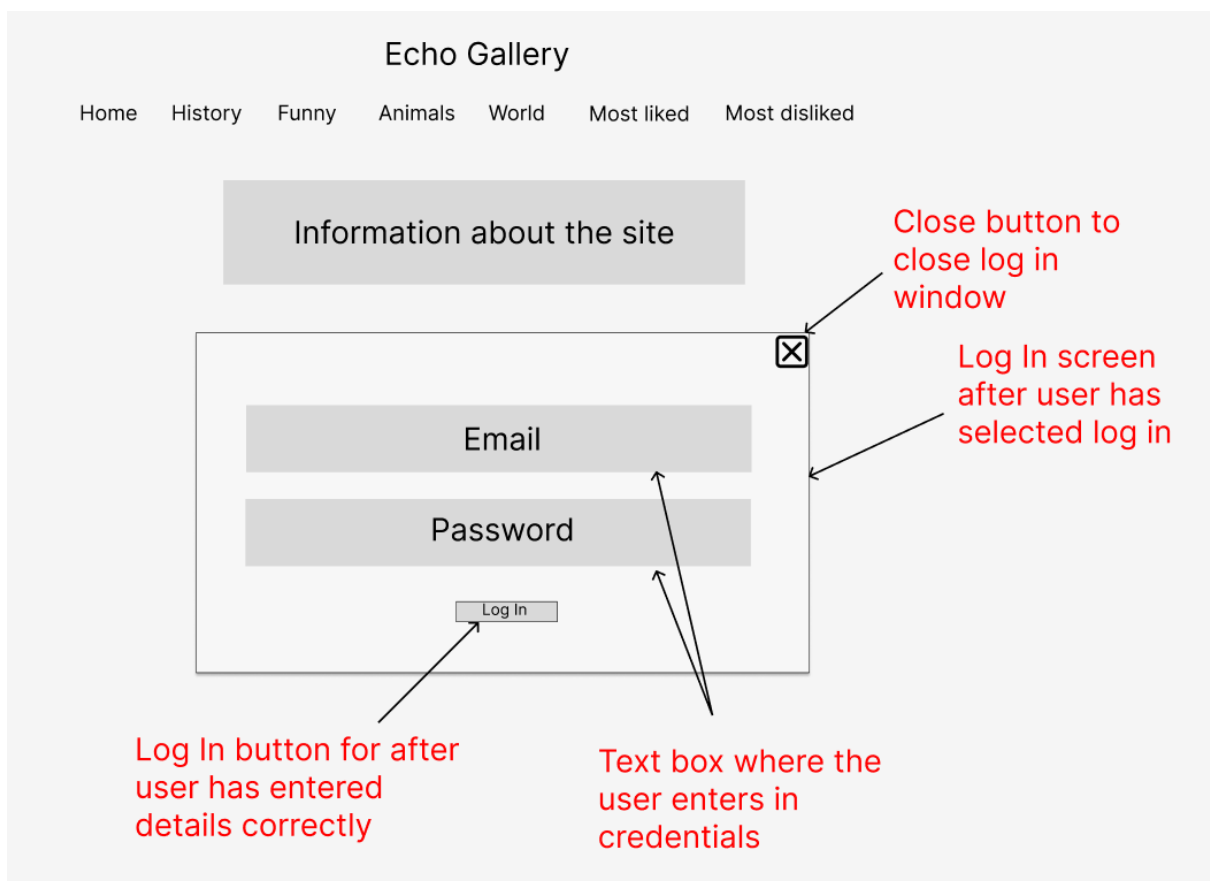 Echo Gallery
Home History Funny Animals World Most liked Most disliked
Information about the site
Close button to
close log in
window
Log In screen
after user has
selected log in
Email
Password
Log In
Log In button for after
user has entered
details correctly
Text box where the
user enters in
credentials